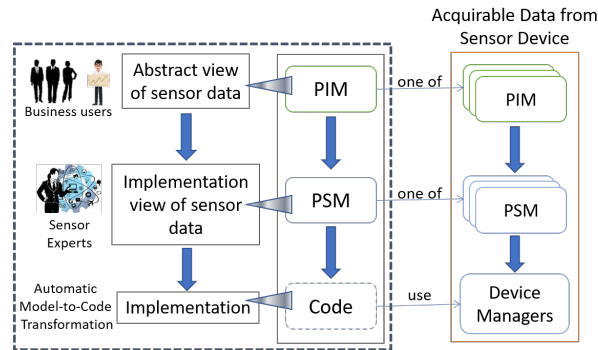 Acquirable Data from
Sensor Device
Business users
Abstract view
of sensor data
PIM
one of
PIM
Sensor
Experts
Implementation
view of sensor
data
PSM
one of
PSM
Automatic
Model-to-Code
Transformation
Implementation
Code
use
Device
Managers